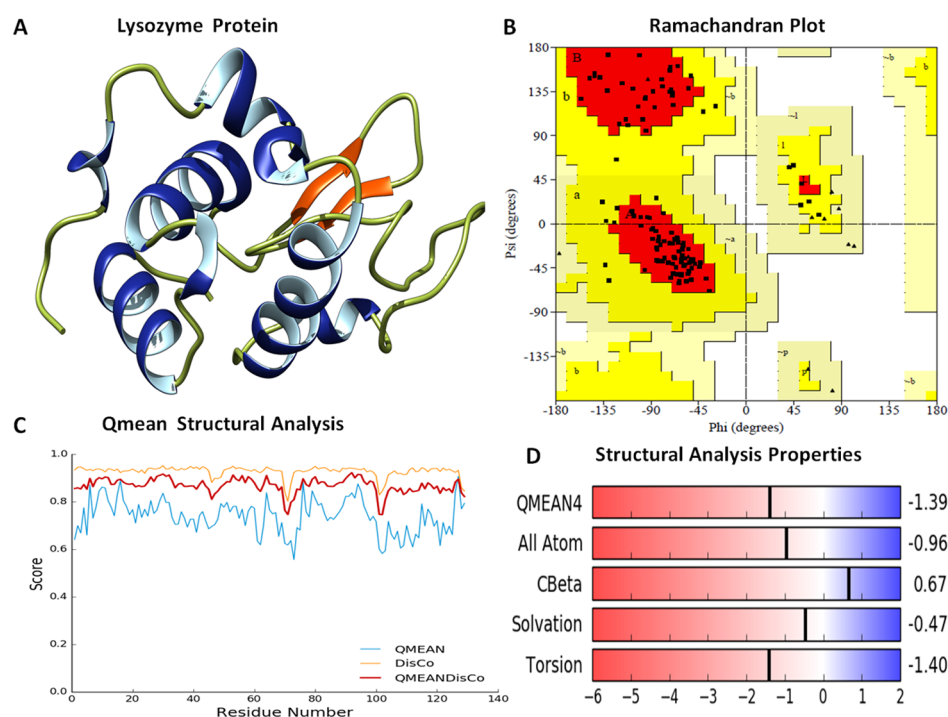 A
Lysozyme Protein
B
Ramachandran Plot
180
135
90
45
0
-45
-90
-135
Psi (degrees)
B
b
a
~b
~a
~b
b
~l
l
~p
p
~b
b
~b
-180
-135
-90
-45
0
45
90
135
180
Phi (degrees)
C
Qmean Structural Analysis
1.0
0.8
0.6
0.4
0.2
0.0
Score
QMEAN
DisCo
QMEANDisCo
0
20
40
60
80
100
120
140
Residue Number
D
Structural Analysis Properties
QMEAN4
-1.39
All Atom
-0.96
CBeta
0.67
Solvation
-0.47
Torsion
-1.40
−6
−5
−4
−3
−2
−1
0
1
2